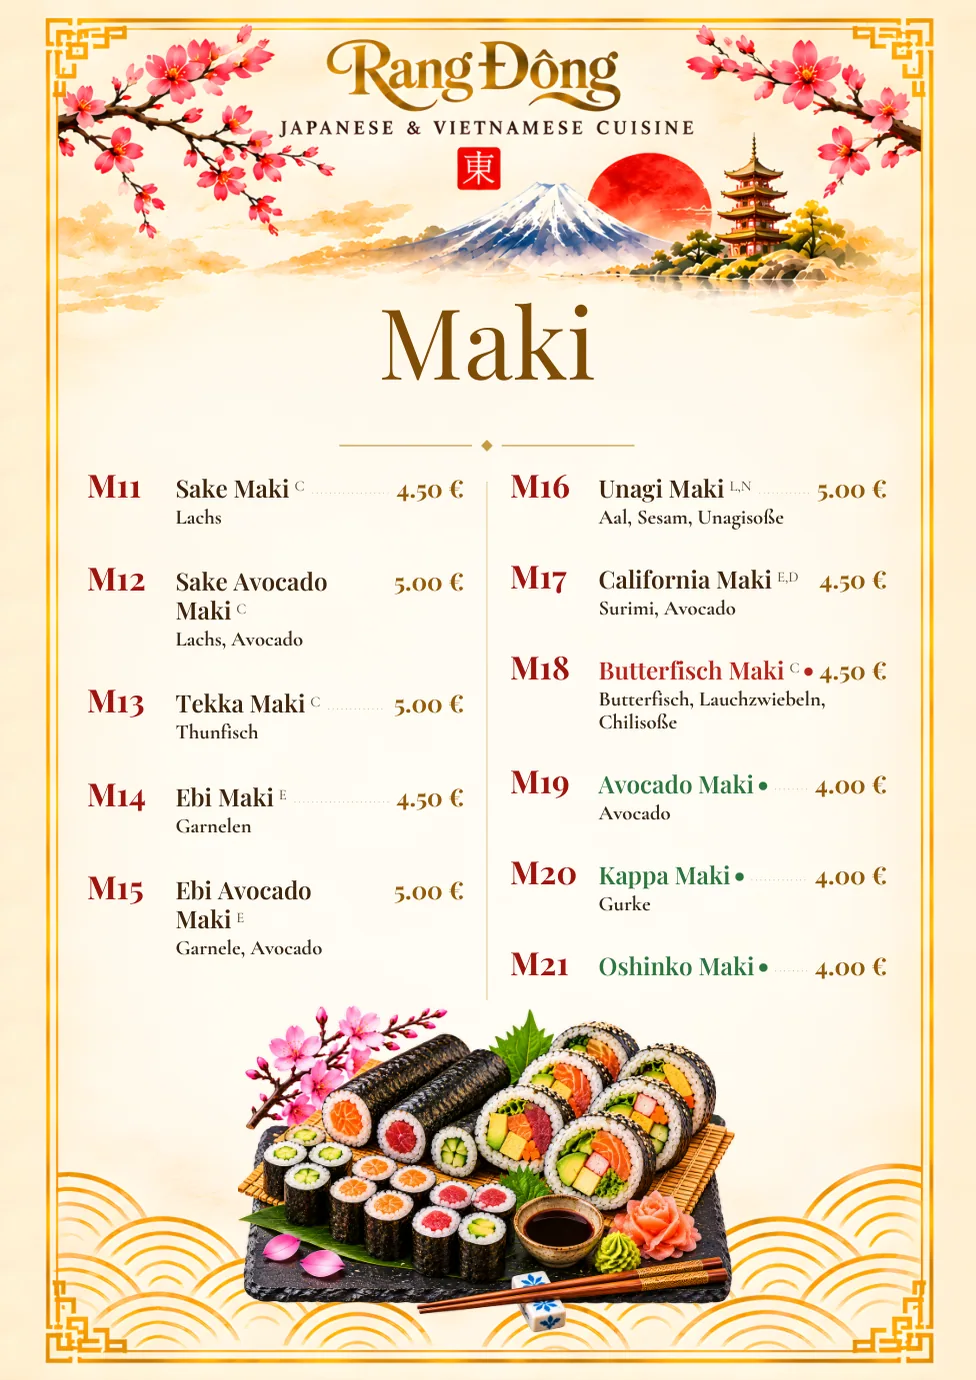 Rang Đông
JAPANESE & VIETNAMESE CUISINE
東
Maki
M11 Sake Maki C 4.50 €
Lachs
M12 Sake Avocado 5.00 €
Maki C
Lachs, Avocado
M13 Tekka Maki C 5.00 €
Thunfisch
M14 Ebi Maki E 4.50 €
Garnelen
M15 Ebi Avocado 5.00 €
Maki E
Garnele, Avocado
M16 Unagi Maki L,N 5.00 €
Aal, Sesam, Unagisoße
M17 California Maki E,D 4.50 €
Surimi, Avocado
M18 Butterfisch Maki C • 4.50 €
Butterfisch, Lauchzwiebeln,
Chilisoße
M19 Avocado Maki • 4.00 €
Avocado
M20 Kappa Maki • 4.00 €
Gurke
M21 Oshinko Maki • 4.00 €